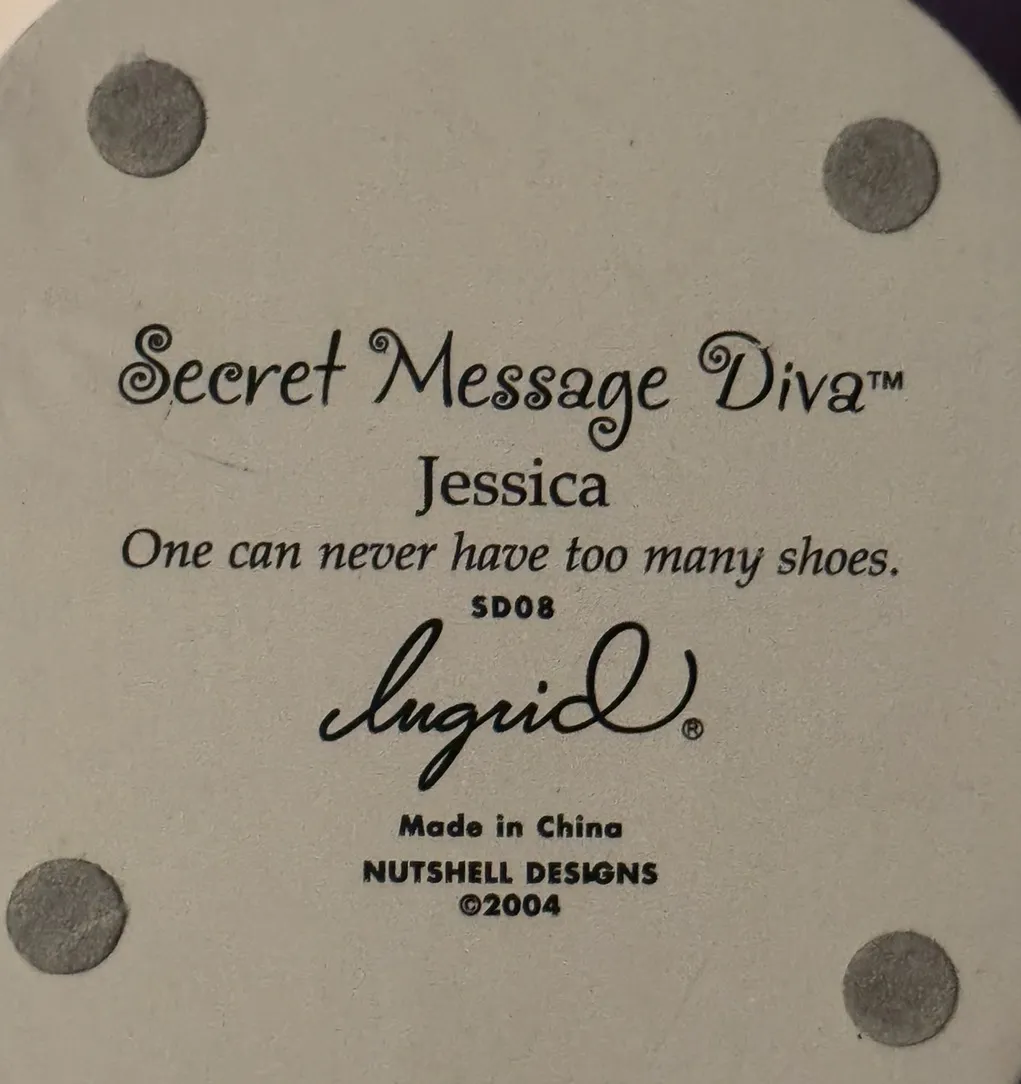 Secret Message Diva™
Jessica
One can never have too many shoes.
SD08
Ingrid®
Made in China
NUTSHELL DESIGNS
©2004